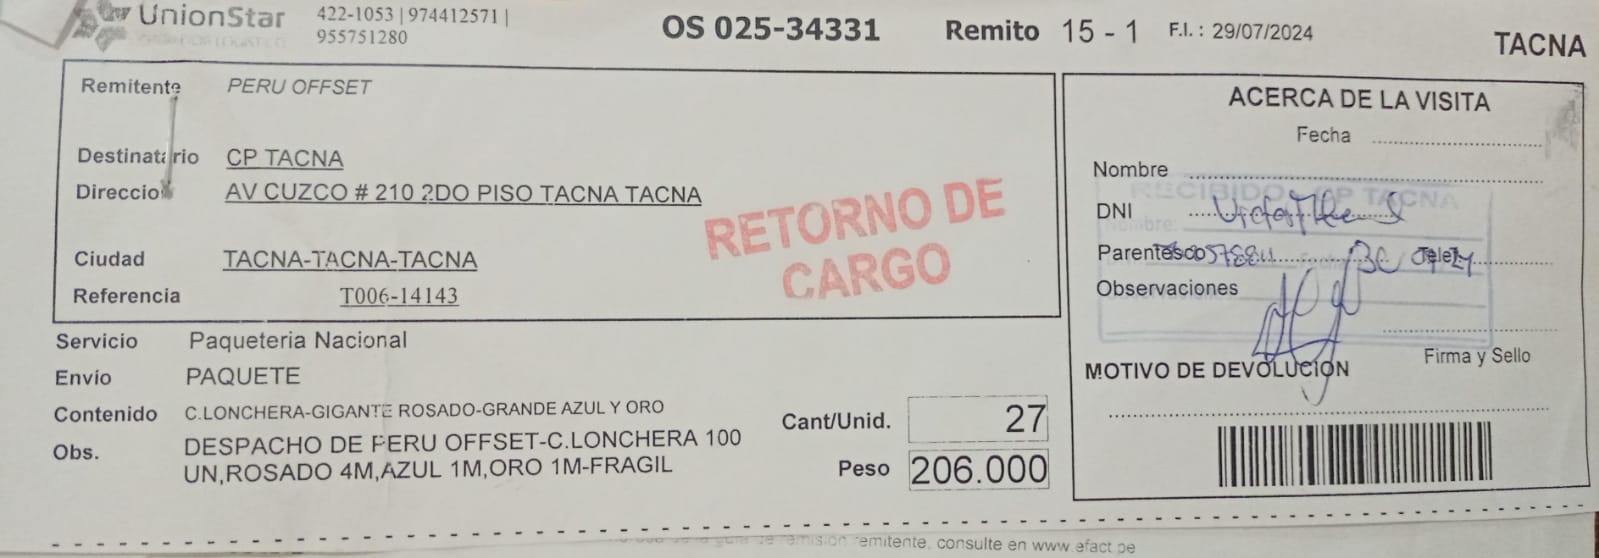 UnionStar
422-1053 | 974412571 |
955751280
OS 025-34331
Remito 15 - 1
F.I. : 29/07/2024
TACNA
Remitente PERU OFFSET
Destinatario CP TACNA
Direccion AV CUZCO # 210 2DO PISO TACNA TACNA
Ciudad TACNA-TACNA-TACNA
Referencia T006-14143
RETORNO DE
CARGO
Servicio Paqueteria Nacional
Envío PAQUETE
Contenido C.LONCHERA-GIGANTE ROSADO-GRANDE AZUL Y ORO
Obs. DESPACHO DE PERU OFFSET-C.LONCHERA 100
UN,ROSADO 4M,AZUL 1M,ORO 1M-FRAGIL
Cant/Unid. 27
Peso 206.000
ACERCA DE LA VISITA
Fecha
Nombre
RECIBIDO CP TACNA
DNI
Nombre:
Parentesco
Observaciones
Firma y Sello
MOTIVO DE DEVOLUCION
remisión remitente, consulte en www.efact.pe